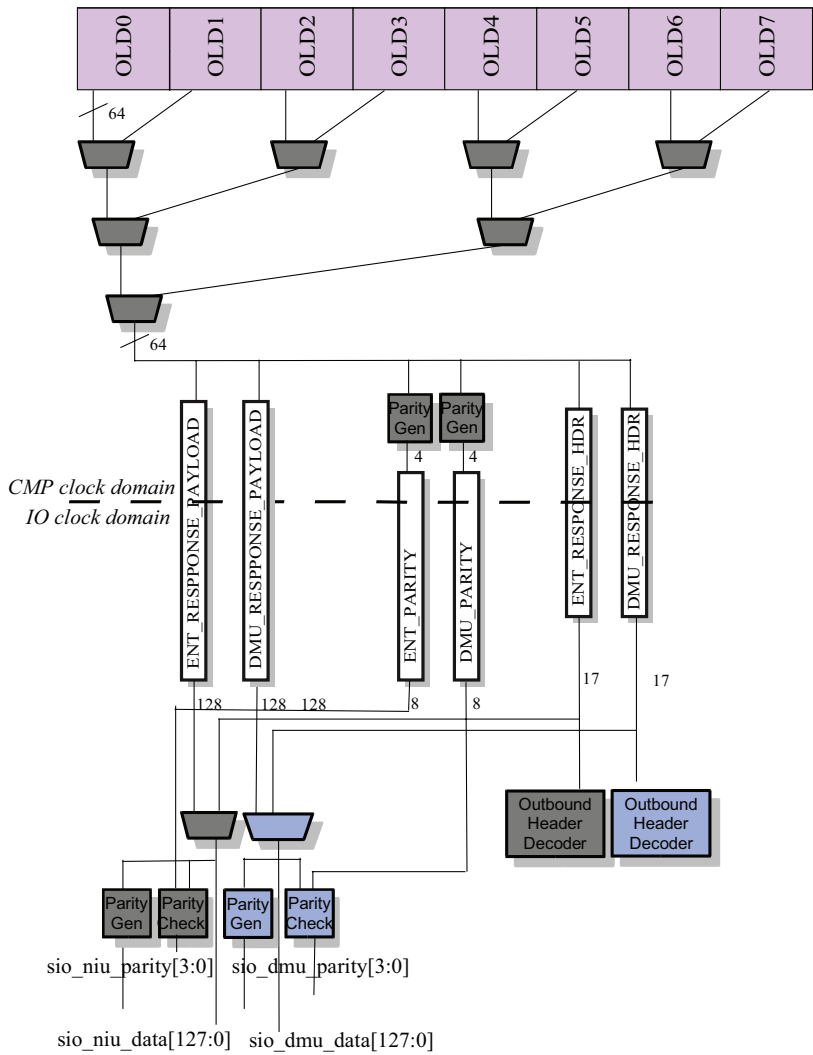 OLD0
OLD1
OLD2
OLD3
OLD4
OLD5
OLD6
OLD7
64
64
Parity
Gen
Parity
Gen
4
4
ENT_RESPPONSE_PAYLOAD
DMU_RESPPONSE_PAYLOAD
ENT_PARITY
DMU_PARITY
ENT_RESPONSE_HDR
DMU_RESPONSE_HDR
CMP clock domain
IO clock domain
128
128
128
8
8
17
17
Outbound
Header
Decoder
Outbound
Header
Decoder
Parity
Gen
Parity
Check
Parity
Gen
Parity
Check
sio_niu_parity[3:0]
sio_dmu_parity[3:0]
sio_niu_data[127:0]
sio_dmu_data[127:0]